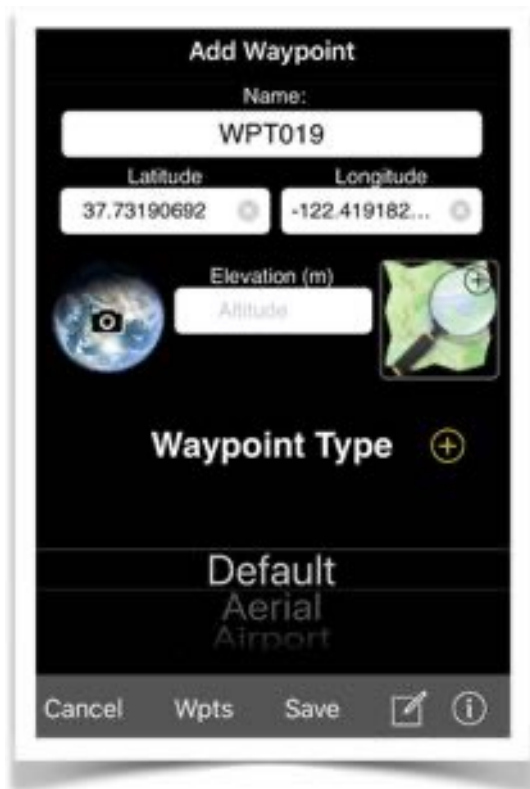 Add Waypoint
Name:
WPT019
Latitude Longitude
37.73190692 -122.419182...
Elevation (m)
Altitude
Waypoint Type
Default
Aerial
Airport
Cancel Wpts Save